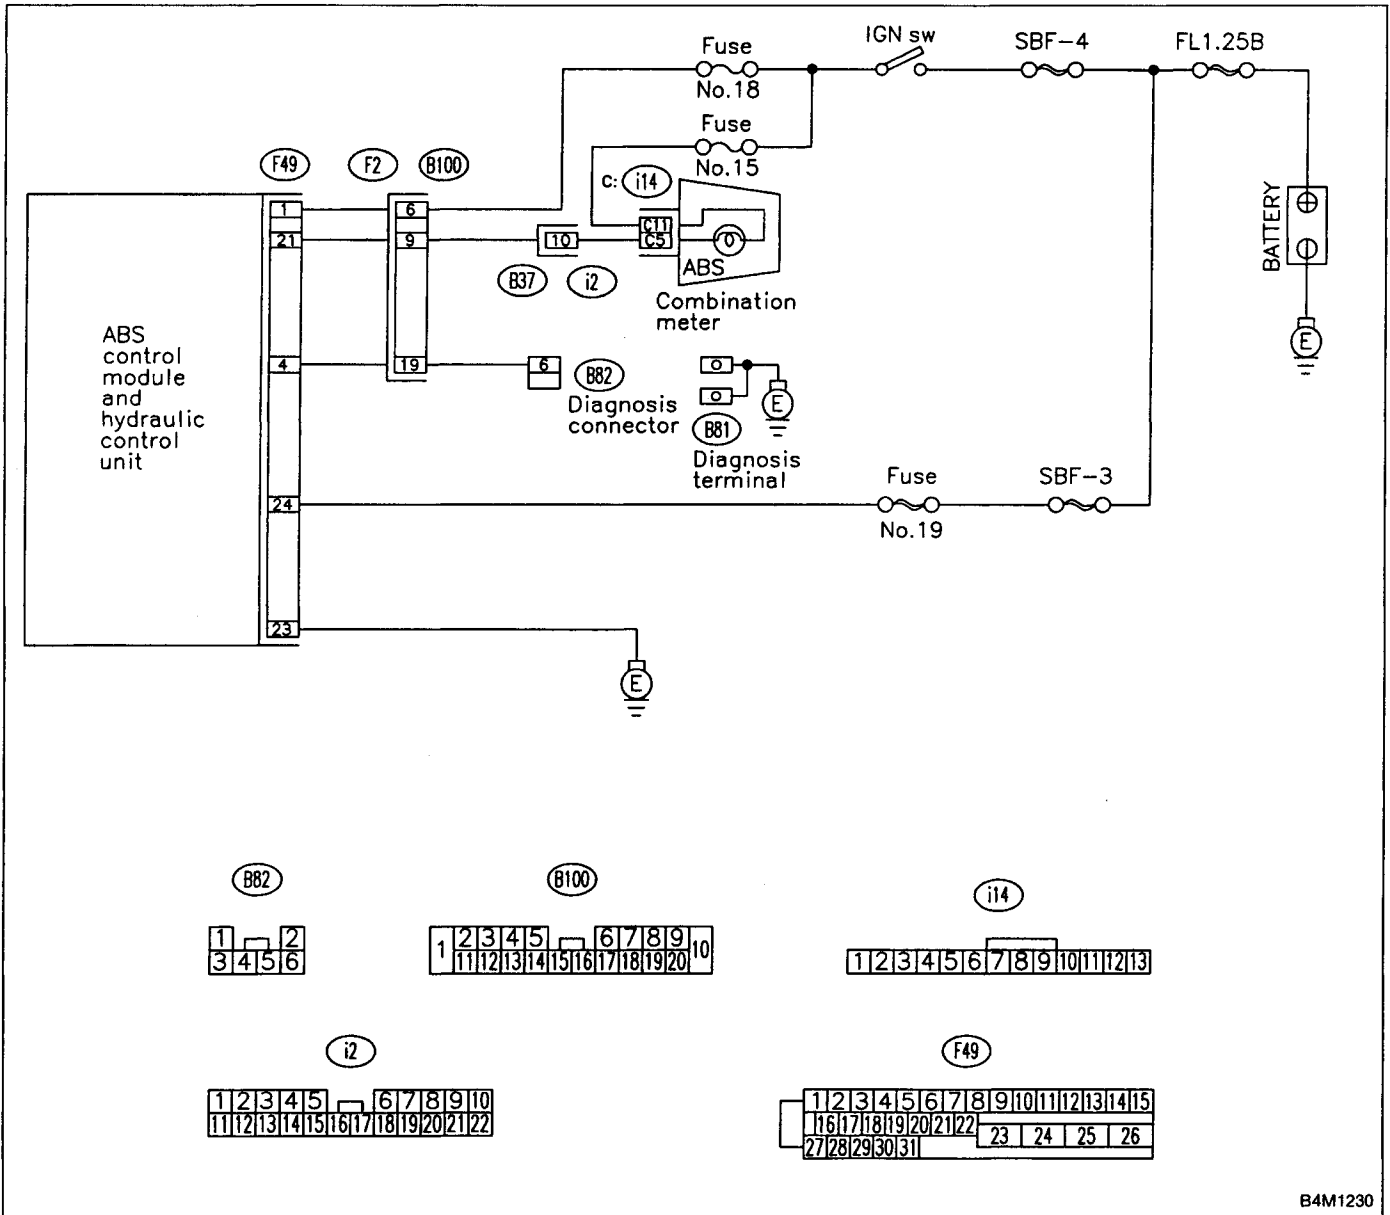 IGN sw
SBF-4
FL1.25B
Fuse
No.18
Fuse
No.15
F49
F2
B100
C: i14
1
6
C11
21
9
10
C5
ABS
B37
i2
Combination
meter
BATTERY
E
ABS
control
module
and
hydraulic
control
unit
4
19
6
B82
Diagnosis
connector
B81
Diagnosis
terminal
E
24
Fuse
No.19
SBF-3
23
E
B82
1 2
3 4 5 6
B100
1 2 3 4 5 6 7 8 9 10
11 12 13 14 15 16 17 18 19 20
i14
1 2 3 4 5 6 7 8 9 10 11 12 13
i2
1 2 3 4 5 6 7 8 9 10
11 12 13 14 15 16 17 18 19 20 21 22
F49
1 2 3 4 5 6 7 8 9 10 11 12 13 14 15
16 17 18 19 20 21 22 23 24 25 26
27 28 29 30 31
B4M1230